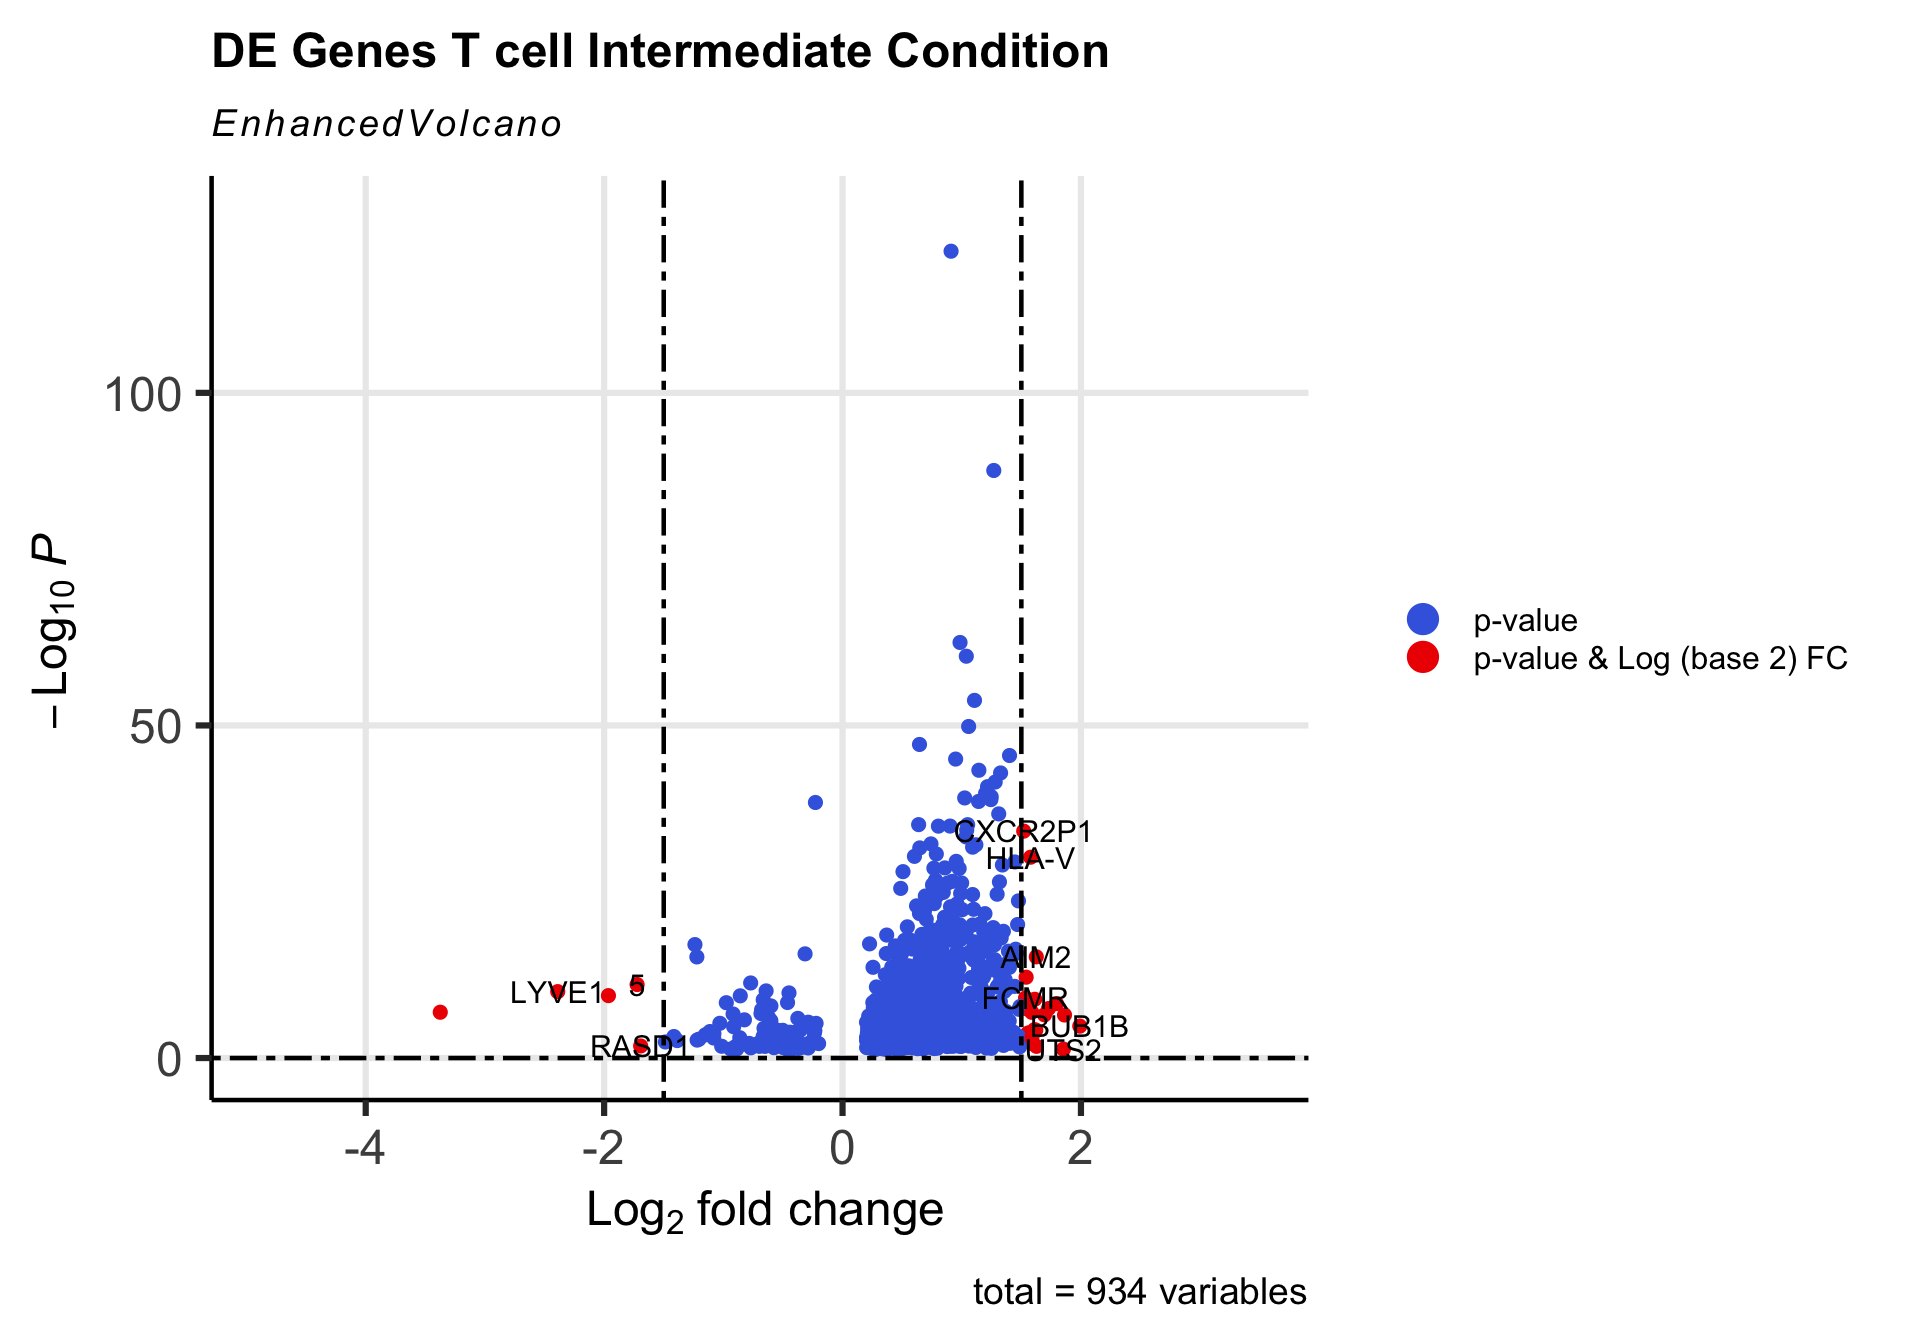 DE Genes T cell Intermediate Condition
EnhancedVolcano
−Log10 P
100
50
0
CXCR2P1
HLA-V
AIM2
LYVE1
5
FCMR
BUB1B
RASD1
UTS2
-4 -2 0 2
Log2 fold change
p-value
p-value & Log (base 2) FC
total = 934 variables